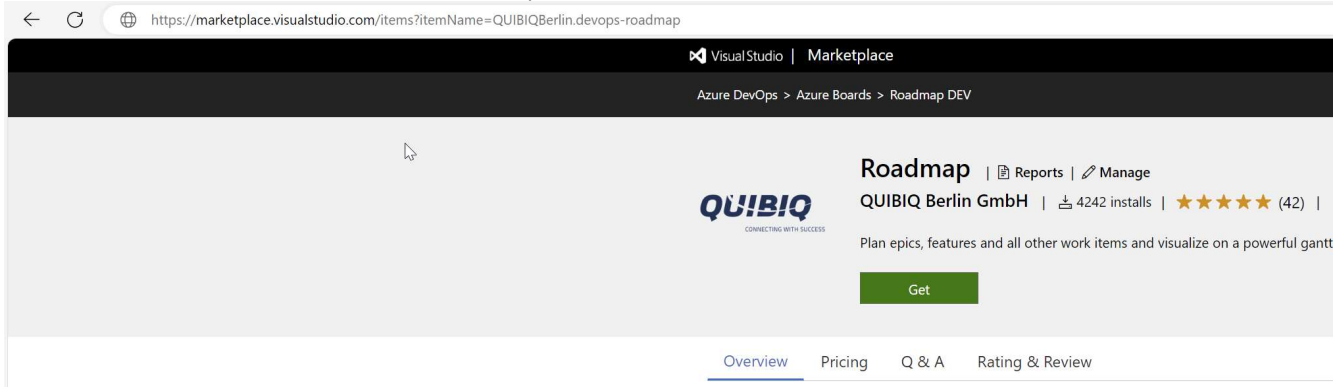 https://marketplace.visualstudio.com/items?itemName=QUIBIQBerlin.devops-roadmap
Visual Studio | Marketplace
Azure DevOps > Azure Boards > Roadmap DEV
Roadmap | Reports | Manage
QUIBIQ
CONNECTING WITH SUCCESS
QUIBIQ Berlin GmbH | 4242 installs | ★★★★★ (42) |
Plan epics, features and all other work items and visualize on a powerful gantt
Get
Overview Pricing Q & A Rating & Review